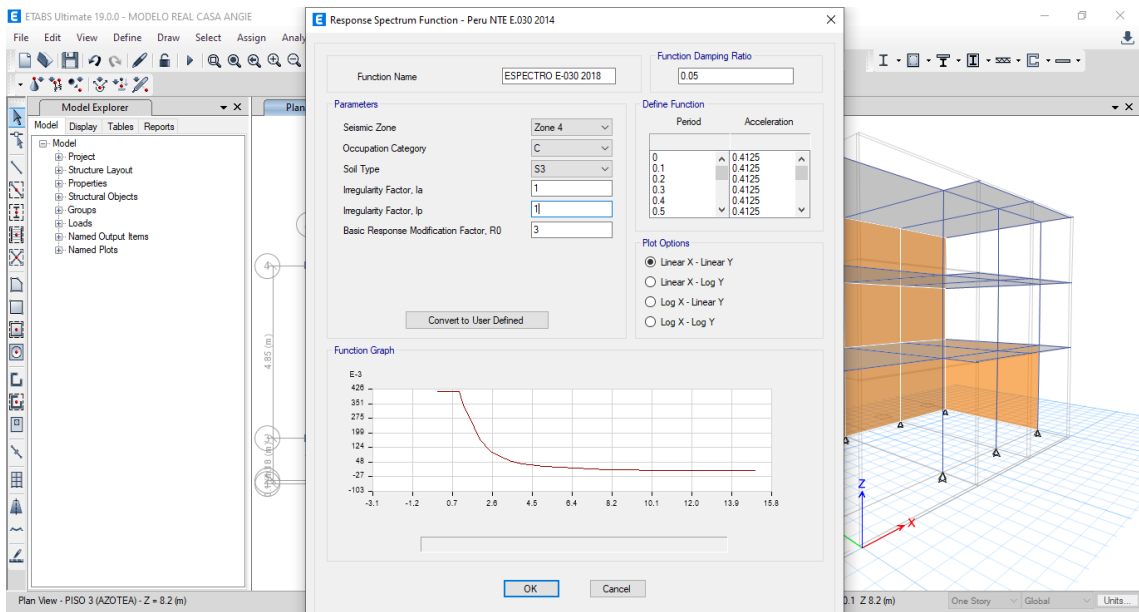 ETABS Ultimate 19.0.0 - MODELO REAL CASA ANGIE
File Edit View Define Draw Select Assign
Model Explorer
Model Display Tables Reports
Model
Project
Structure Layout
Properties
Structural Objects
Groups
Loads
Named Output Items
Named Plots
4
4.85 (m)
3
Response Spectrum Function - Peru NTE E.030 2014
Function Name ESPECTRO E-030 2018
Function Damping Ratio
0.05
Parameters
Seismic Zone Zone 4
Occupation Category C
Soil Type S3
Irregularity Factor, Ia 1
Irregularity Factor, Ip 1
Basic Response Modification Factor, R0 3
Convert to User Defined
Define Function
Period Acceleration
0 0.4125
0.1 0.4125
0.2 0.4125
0.3 0.4125
0.4 0.4125
0.5 0.4125
Plot Options
Linear X - Linear Y
Linear X - Log Y
Log X - Linear Y
Log X - Log Y
Function Graph
E-3
426
351
275
199
124
48
-27
-103
-3.1 -1.2 0.7 2.6 4.5 6.4 8.2 10.1 12.0 13.9 15.8
OK Cancel
Z
X
Plan View - PISO 3 (AZOTEA) - Z = 8.2 (m)
Z 8.2 (m) One Story Global Units...